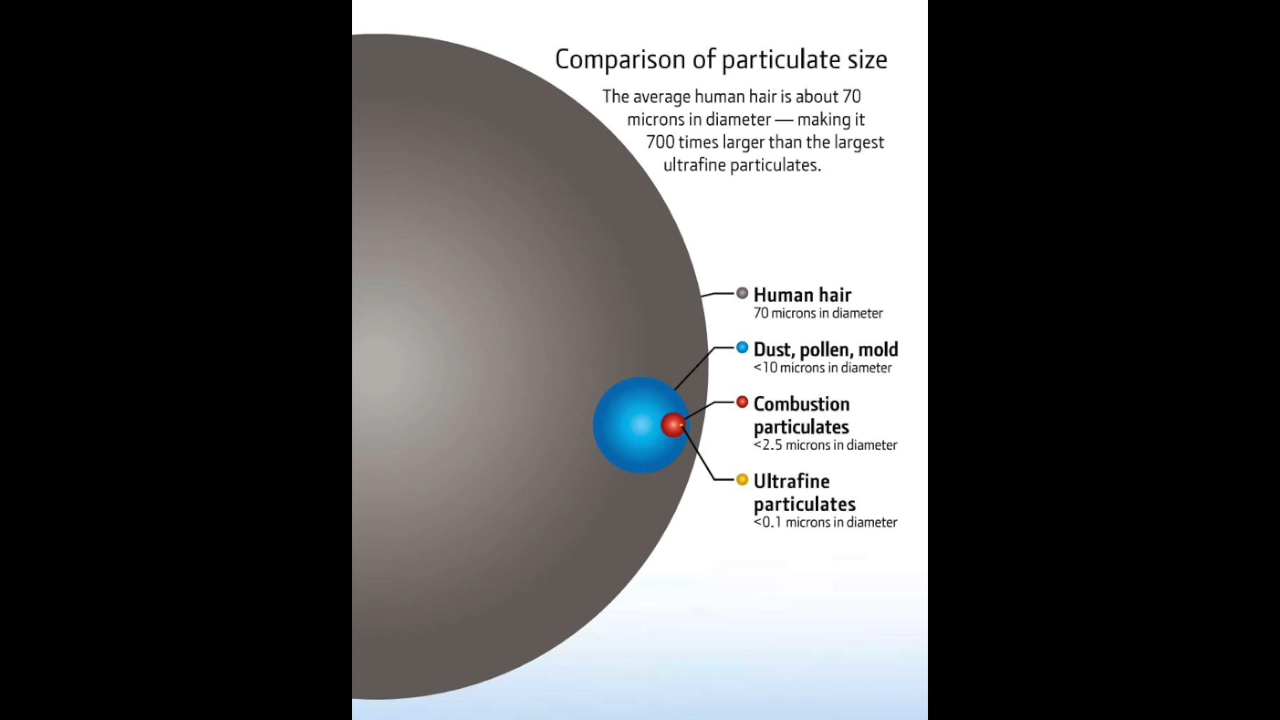 Comparison of particulate size
The average human hair is about 70
microns in diameter — making it
700 times larger than the largest
ultrafine particulates.
Human hair
70 microns in diameter
Dust, pollen, mold
<10 microns in diameter
Combustion
particulates
<2.5 microns in diameter
Ultrafine
particulates
<0.1 microns in diameter